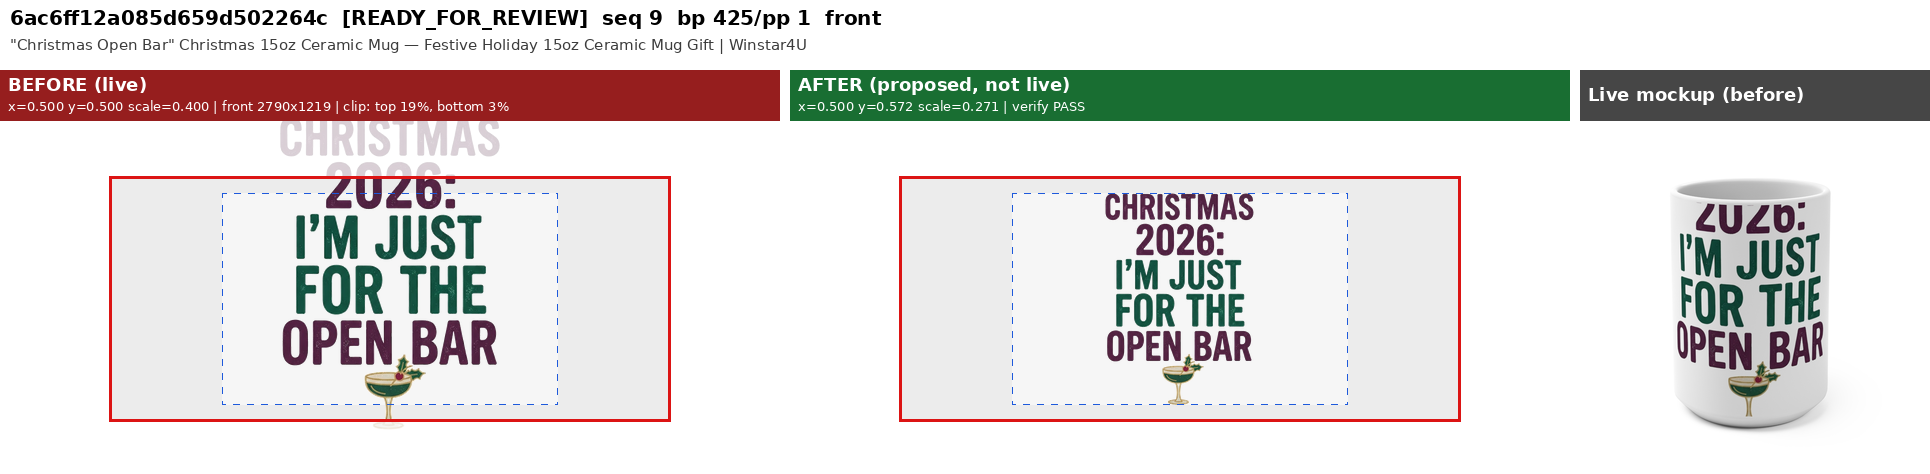 6ac6ff12a085d659d502264c [READY_FOR_REVIEW] seq 9 bp 425/pp 1 front
"Christmas Open Bar" Christmas 15oz Ceramic Mug — Festive Holiday 15oz Ceramic Mug Gift | Winstar4U
BEFORE (live)
x=0.500 y=0.500 scale=0.400 | front 2790x1219 | clip: top 19%, bottom 3%
CHRISTMAS
2026:
I'M JUST
FOR THE
OPEN BAR
AFTER (proposed, not live)
x=0.500 y=0.572 scale=0.271 | verify PASS
CHRISTMAS
2026:
I'M JUST
FOR THE
OPEN BAR
Live mockup (before)
2026:
I'M JUST
FOR THE
OPEN BAR